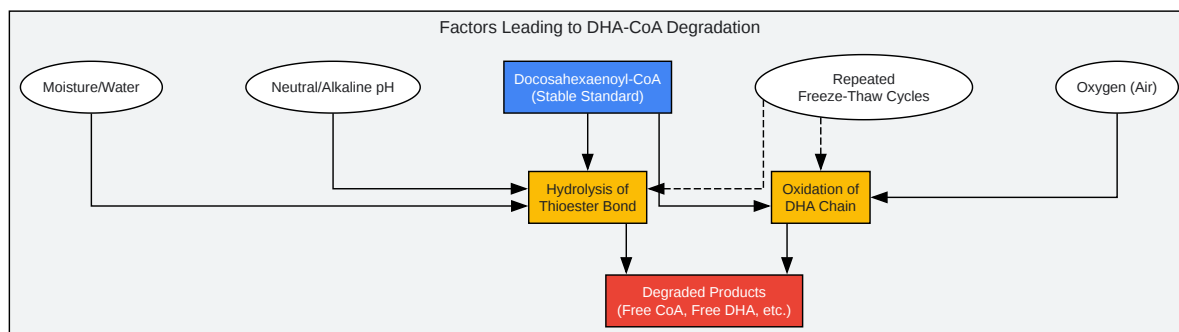 Factors Leading to DHA-CoA Degradation
Moisture/Water
Neutral/Alkaline pH
Docosahexaenoyl-CoA
(Stable Standard)
Repeated
Freeze-Thaw Cycles
Oxygen (Air)
Hydrolysis of
Thioester Bond
Oxidation of
DHA Chain
Degraded Products
(Free CoA, Free DHA, etc.)